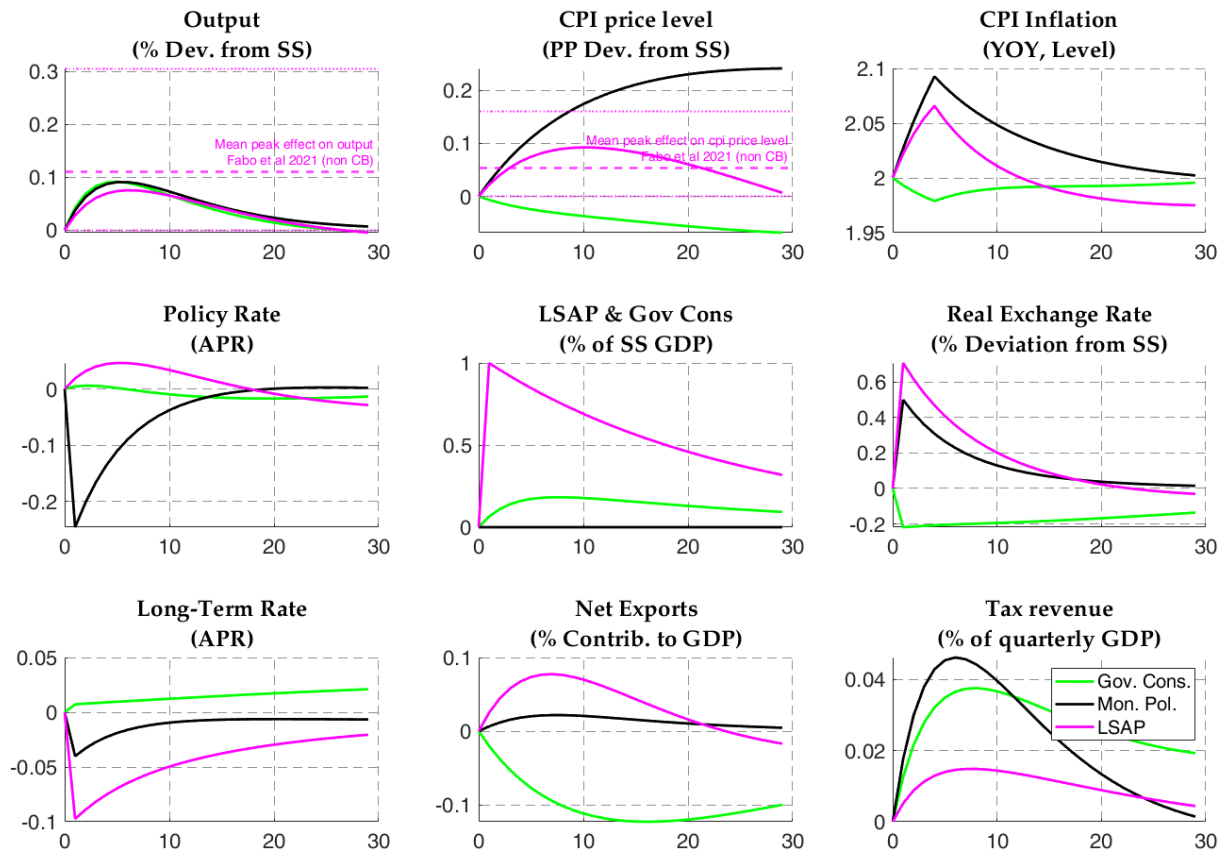 Output
(% Dev. from SS)
0.3
0.2
0.1
0
Mean peak effect on output
Fabo et al 2021 (non CB)
0
10
20
30
CPI price level
(PP Dev. from SS)
0.2
0.1
0
Mean peak effect on cpi price level
Fabo et al 2021 (non CB)
0
10
20
30
CPI Inflation
(YOY, Level)
2.1
2.05
2
1.95
0
10
20
30
Policy Rate
(APR)
0
-0.1
-0.2
0
10
20
30
LSAP & Gov Cons
(% of SS GDP)
1
0.5
0
0
10
20
30
Real Exchange Rate
(% Deviation from SS)
0.6
0.4
0.2
0
-0.2
0
10
20
30
Long-Term Rate
(APR)
0.05
0
-0.05
-0.1
0
10
20
30
Net Exports
(% Contrib. to GDP)
0.1
0
-0.1
0
10
20
30
Tax revenue
(% of quarterly GDP)
0.04
0.02
0
Gov. Cons.
Mon. Pol.
LSAP
0
10
20
30